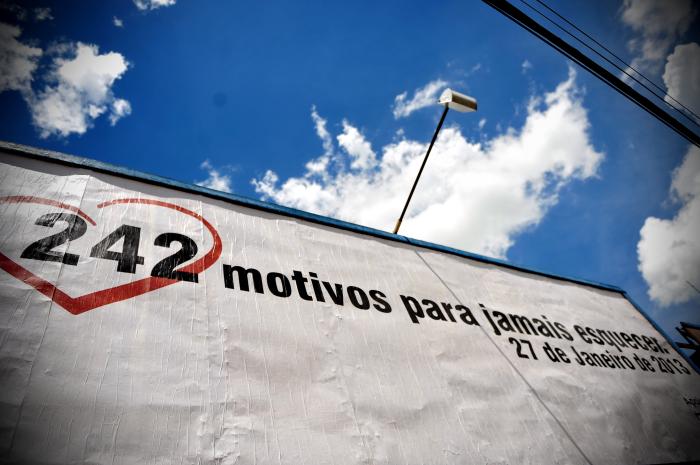 242 motivos para jamais esquecer.
27 de Janeiro de 2013